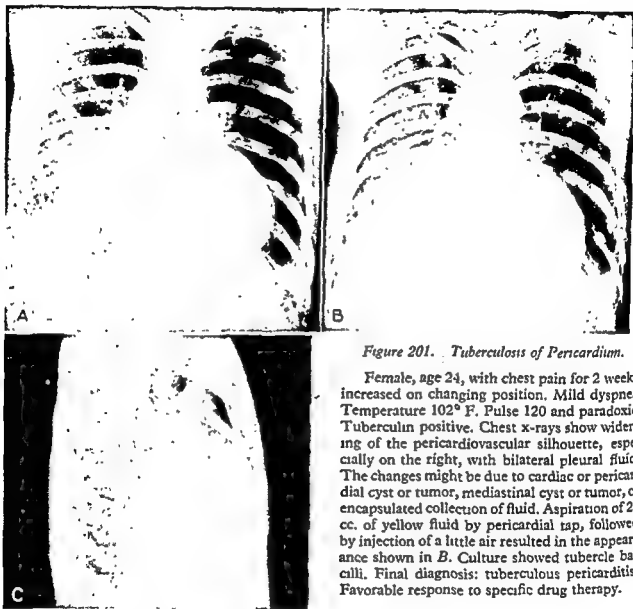 A
B
C
Figure 201. Tuberculosis of Pericardium.
Female, age 24, with chest pain for 2 week
increased on changing position. Mild dyspne
Temperature 102° F. Pulse 120 and paradoxi
Tuberculin positive. Chest x-rays show widen
ing of the pericardiovascular silhouette, espe
cially on the right, with bilateral pleural fluid
The changes might be due to cardiac or pericar
dial cyst or tumor, mediastinal cyst or tumor, o
encapsulated collection of fluid. Aspiration of 2
cc. of yellow fluid by pericardial tap, followe
by injection of a little air resulted in the appear
ance shown in B. Culture showed tubercle ba
cilli. Final diagnosis: tuberculous pericarditis
Favorable response to specific drug therapy.